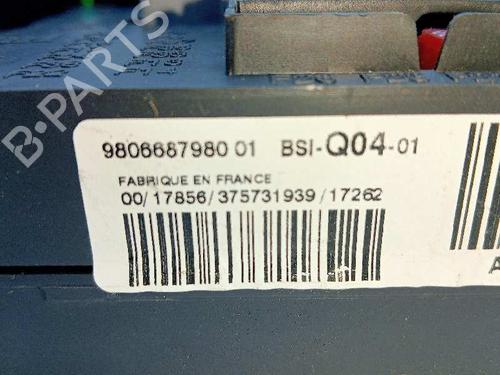 9806687980 01 BSI-Q04-01
FABRIQUE EN FRANCE
00/17856/375731939/17262
A
B-PARTS